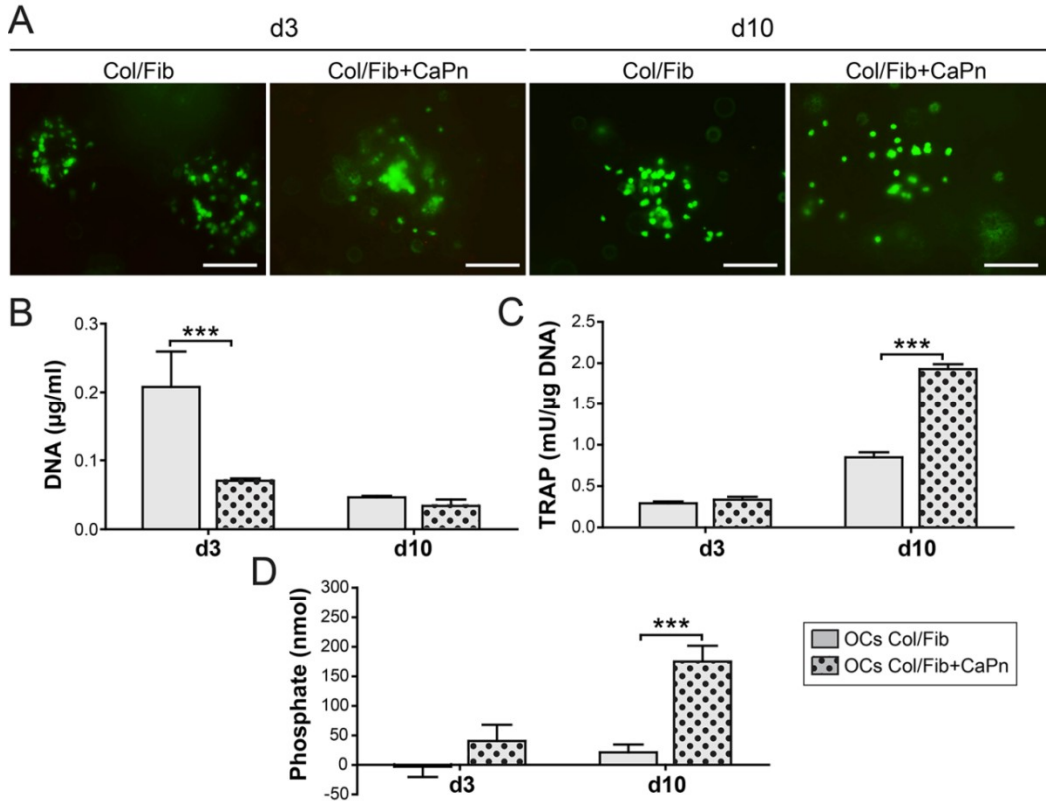 A
d3
d10
Col/Fib
Col/Fib+CaPn
Col/Fib
Col/Fib+CaPn
B
DNA (µg/ml)
0.3
0.2
0.1
0.0
***
d3
d10
C
TRAP (mU/µg DNA)
2.5
2.0
1.5
1.0
0.5
0.0
***
d3
d10
D
Phosphate (nmol)
300
250
200
150
100
50
0
-50
***
d3
d10
OCs Col/Fib
OCs Col/Fib+CaPn